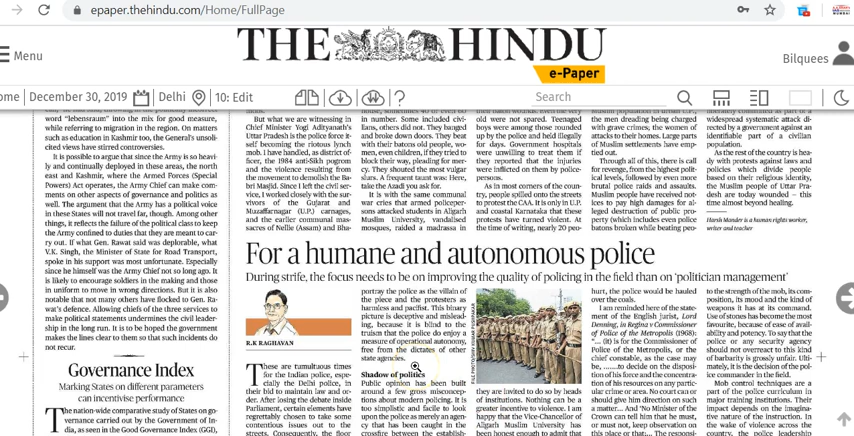 epaper.thehindu.com/Home/FullPage
Menu
THE HINDU
e-Paper
Bilquees
ome
December 30, 2019
Delhi
10: Edit
Search
word "lebensraum" into the mix for good measure,
while referring to migration in the region. On matters
such as education in Kashmir too, the General's unsoli-
cited views have stirred controversies.
It is possible to argue that since the Army is so heavi-
ly and continually deployed in these areas, the north
east and Kashmir, where the Armed Forces (Special
Powers) Act operates, the Army Chief can make com-
ments on other aspects of governance and politics as
well. The argument that the Army has a political voice
in these States will not travel far, though. Among other
things, it reflects the failure of the political class to keep
the Army confined to duties that they are meant to car-
ry out. If what Gen. Rawat said was deplorable, what
V.K. Singh, the Minister of State for Road Transport,
spoke in his support was most unfortunate. Especially
since he himself was the Army Chief not so long ago. It
is likely to encourage soldiers in the making and those
in uniform to move in wrong directions. But it is also
notable that not many others have flocked to Gen. Ra-
wat's defence. Allowing chiefs of the three services to
make political statements undermines the civil leader-
ship in the long run. It is to be hoped the government
makes the lines clear to them so that such incidents do
not recur.
Governance Index
Marking States on different parameters
can incentivise performance
The nation-wide comparative study of States on go-
vernance carried out by the Government of In-
dia, as seen in the Good Governance Index (GGI),
But what we are witnessing in
Chief Minister Yogi Adityanath's
Uttar Pradesh is the police force it-
self becoming the riotous lynch
mob. I have handled, as district of-
ficer, the 1984 anti-Sikh pogrom
and the violence resulting from
the movement to demolish the Ba-
bri Masjid. Since I left the civil ser-
vice, I worked closely with the sur-
vivors of the Gujarat and
Muzaffarnagar (U.P.) carnages,
and the earlier communal mas-
sacres of Nellie (Assam) and Bha-
house, sometimes 40 or even 60
in number. Some included civi-
lians, others did not. They banged
and broke down doors. They beat
with their batons old people, wo-
men, even children, if they tried to
block their way, pleading for mer-
cy. They shouted the most vulgar
slurs. A frequent taunt was: Here,
take the Azadi you ask for.
It is with the same communal
war cries that armed policeper-
sons attacked students in Aligarh
Muslim University, vandalised
mosques, raided a madrassa in
old were not spared. Teenaged
boys were among those rounded
up by the police and held illegally
for days. Government hospitals
were unwilling to treat them if
they reported that the injuries
were inflicted on them by police-
persons.
As in most corners of the coun-
try, people spilled onto the streets
to protest the CAA. It is only in U.P.
and coastal Karnataka that these
protests have turned violent. At
the time of writing, nearly 20 peo-
the men dreading being charged
with grave crimes, the women of
attacks to their homes. Large parts
of Muslim settlements have emp-
tied out.
Through all of this, there is call
for revenge, from the highest polit-
ical levels, followed by even more
brutal police raids and assaults.
Muslim people have received not-
ices to pay high damages for al-
leged destruction of public prop-
erty (which includes even police
batons broken while beating peo-
widespread systematic attack di-
rected by a government against an
identifiable part of a civilian
population.
As the rest of the country is hea-
dy with protests against laws and
policies which divide people
based on their religious identity,
the Muslim people of Uttar Pra-
desh are today wounded – this
time almost beyond healing.
Harsh Mander is a human rights worker,
writer and teacher
For a humane and autonomous police
During strife, the focus needs to be on improving the quality of policing in the field than on 'politician management'
R.K RAGHAVAN
These are tumultuous times
for the Indian police, espe-
cially the Delhi police, in
their bid to maintain law and or-
der. After losing the debate inside
Parliament, certain elements have
regrettably chosen to take some
contentious issues out to the
streets. Consequently, the floor
portray the police as the villain of
the piece and the protesters as
harmless and pacifist. This binary
picture is deceptive and mislead-
ing, because it is blind to the
truism that the police do enjoy a
measure of operational autonomy,
free from the dictates of other
state agencies.
Shadow of politics
Public opinion has been built
around a few gross misconcep-
tions about modern policing. It is
too simplistic and facile to look
upon the police as merely an agen-
cy that has been caught in the
crossfire between the establish-
they are invited to do so by heads
of institutions. Nothing can be a
greater incentive to violence. I am
happy that the Vice-Chancellor of
Aligarh Muslim University has
been honest enough to admit that
hurt, the police would be hauled
over the coals.
I am reminded here of the state-
ment of the English jurist, Lord
Denning, in Regina v Commissioner
of Police of the Metropolis (1968):
"... (it) is for the Commissioner of
Police of the Metropolis, or the
chief constable, as the case may
be, ......to decide on the disposi-
tion of his force and the concentra-
tion of his resources on any partic-
ular crime or area. No court can or
should give him direction on such
a matter... And 'No Minister of the
Crown can tell him that he must,
or must not, keep observation on
this place or that.... The responsi-
to the strength of the mob, its com-
position, its mood and the kind of
weapons it has at its command.
Use of stones has become the most
favourite, because of ease of avail-
ability and potency. To say that the
police or any security agency
should not overreact to this kind
of barbarity is grossly unfair. Ulti-
mately, it is the decision of the pol-
ice commander in the field.
Mob control techniques are a
part of the police curriculum in
major training institutions. Their
impact depends on the imagina-
tive nature of the instruction. In
the wake of violence across the
country, the police leadership